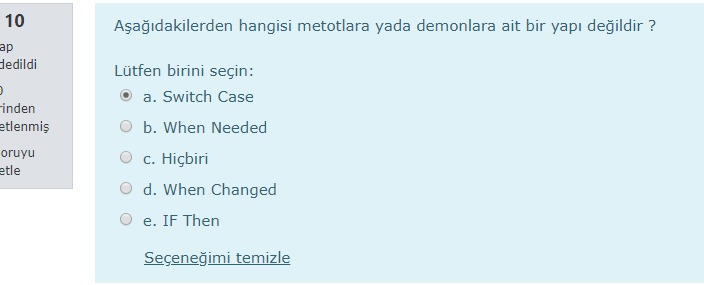 10
Aşağıdakilerden hangisi metotlara yada demonlara ait bir yapı değildir ?
ap
dedildi
Lütfen birini seçin:
0
a. Switch Case
rinden
etlenmiş
b. When Needed
oruyu
c. Hiçbiri
etle
d. When Changed
e. IF Then
Seçeneğimi temizle